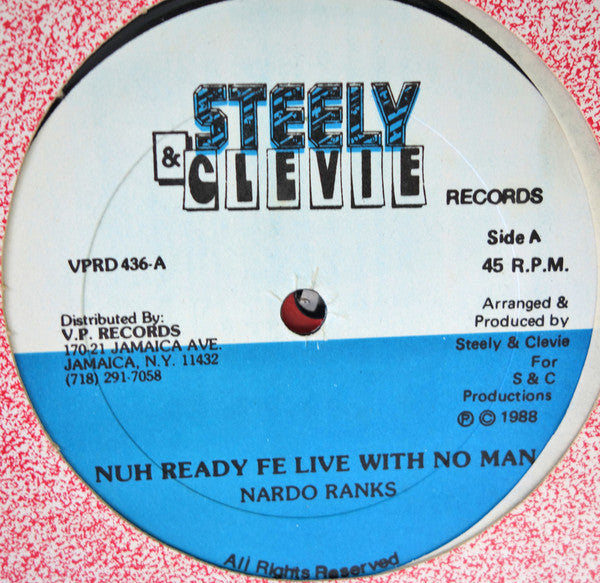 STEELY
& CLEVIE
RECORDS
Side A
VPRD 436-A
45 R.P.M.
Distributed By:
V.P. RECORDS
170-21 JAMAICA AVE.
JAMAICA, N.Y. 11432
(718) 291-7058
Arranged &
Produced by
Steely & Clevie
For
S & C
Productions
Ⓟ © 1988
NUH READY FE LIVE WITH NO MAN
NARDO RANKS
All Rights Reserved